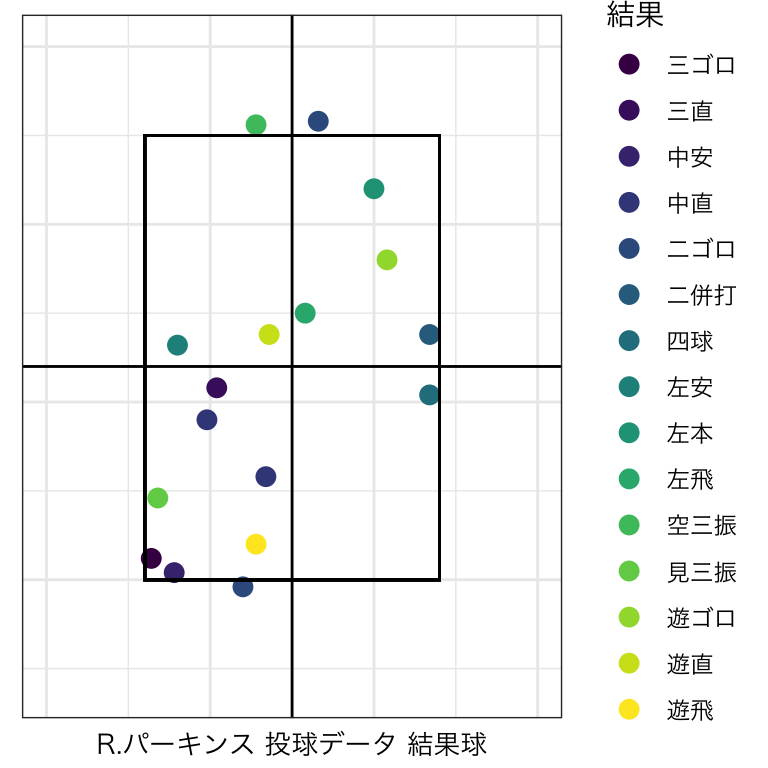 結果
三ゴロ
三直
中安
中直
二ゴロ
二併打
四球
左安
左本
左飛
空三振
見三振
遊ゴロ
遊直
遊飛
R.パーキンス 投球データ 結果球